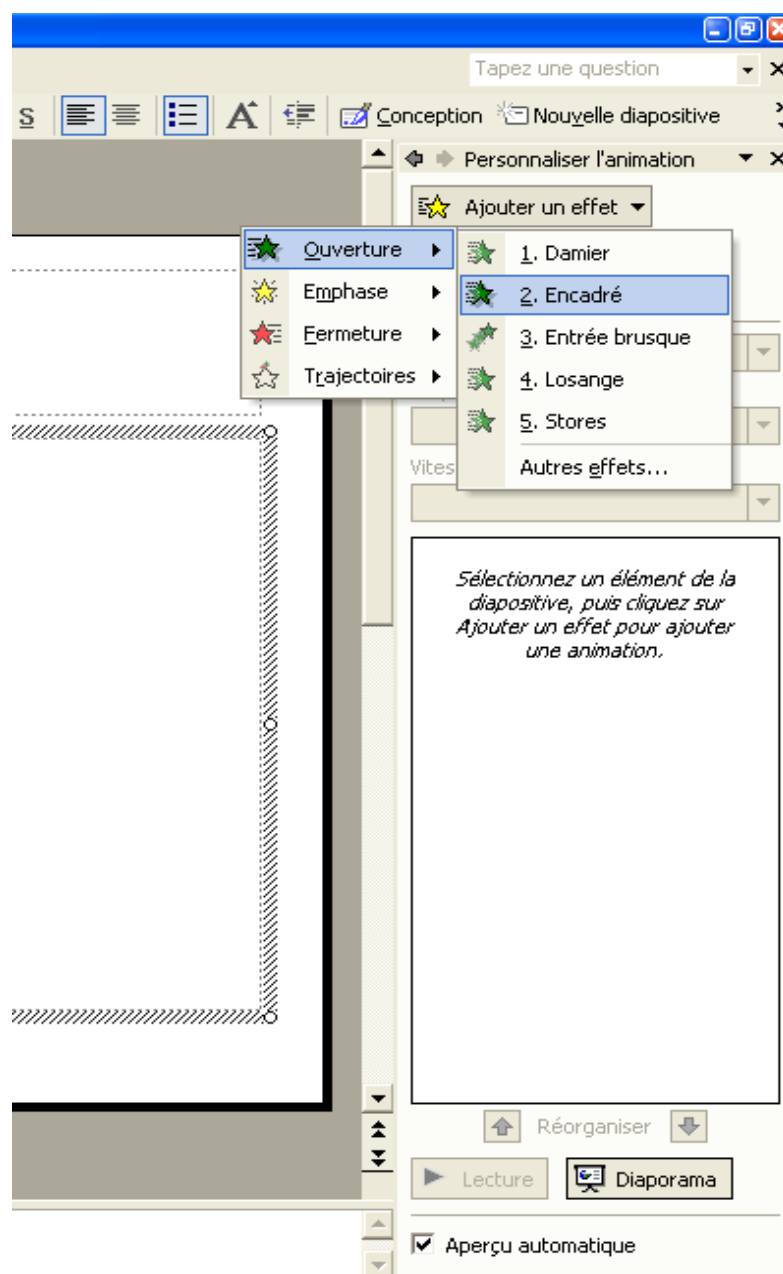 Tapez une question
S
A
Conception
Nouvelle diapositive
Personnaliser l'animation
Ajouter un effet
Ouverture
Emphase
Fermeture
Trajectoires
1. Damier
2. Encadré
3. Entrée brusque
4. Losange
5. Stores
Autres effets...
Vites
Sélectionnez un élément de la
diapositive, puis cliquez sur
Ajouter un effet pour ajouter
une animation.
Réorganiser
Lecture
Diaporama
Aperçu automatique